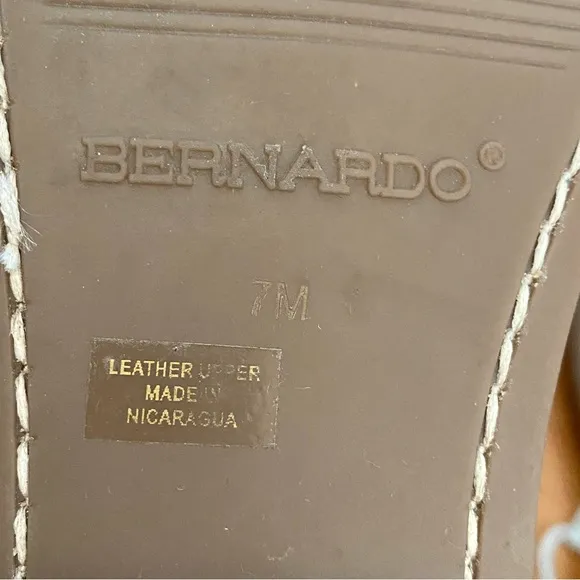 BERNARDO®
7M
LEATHER UPPER
MADE IN
NICARAGUA